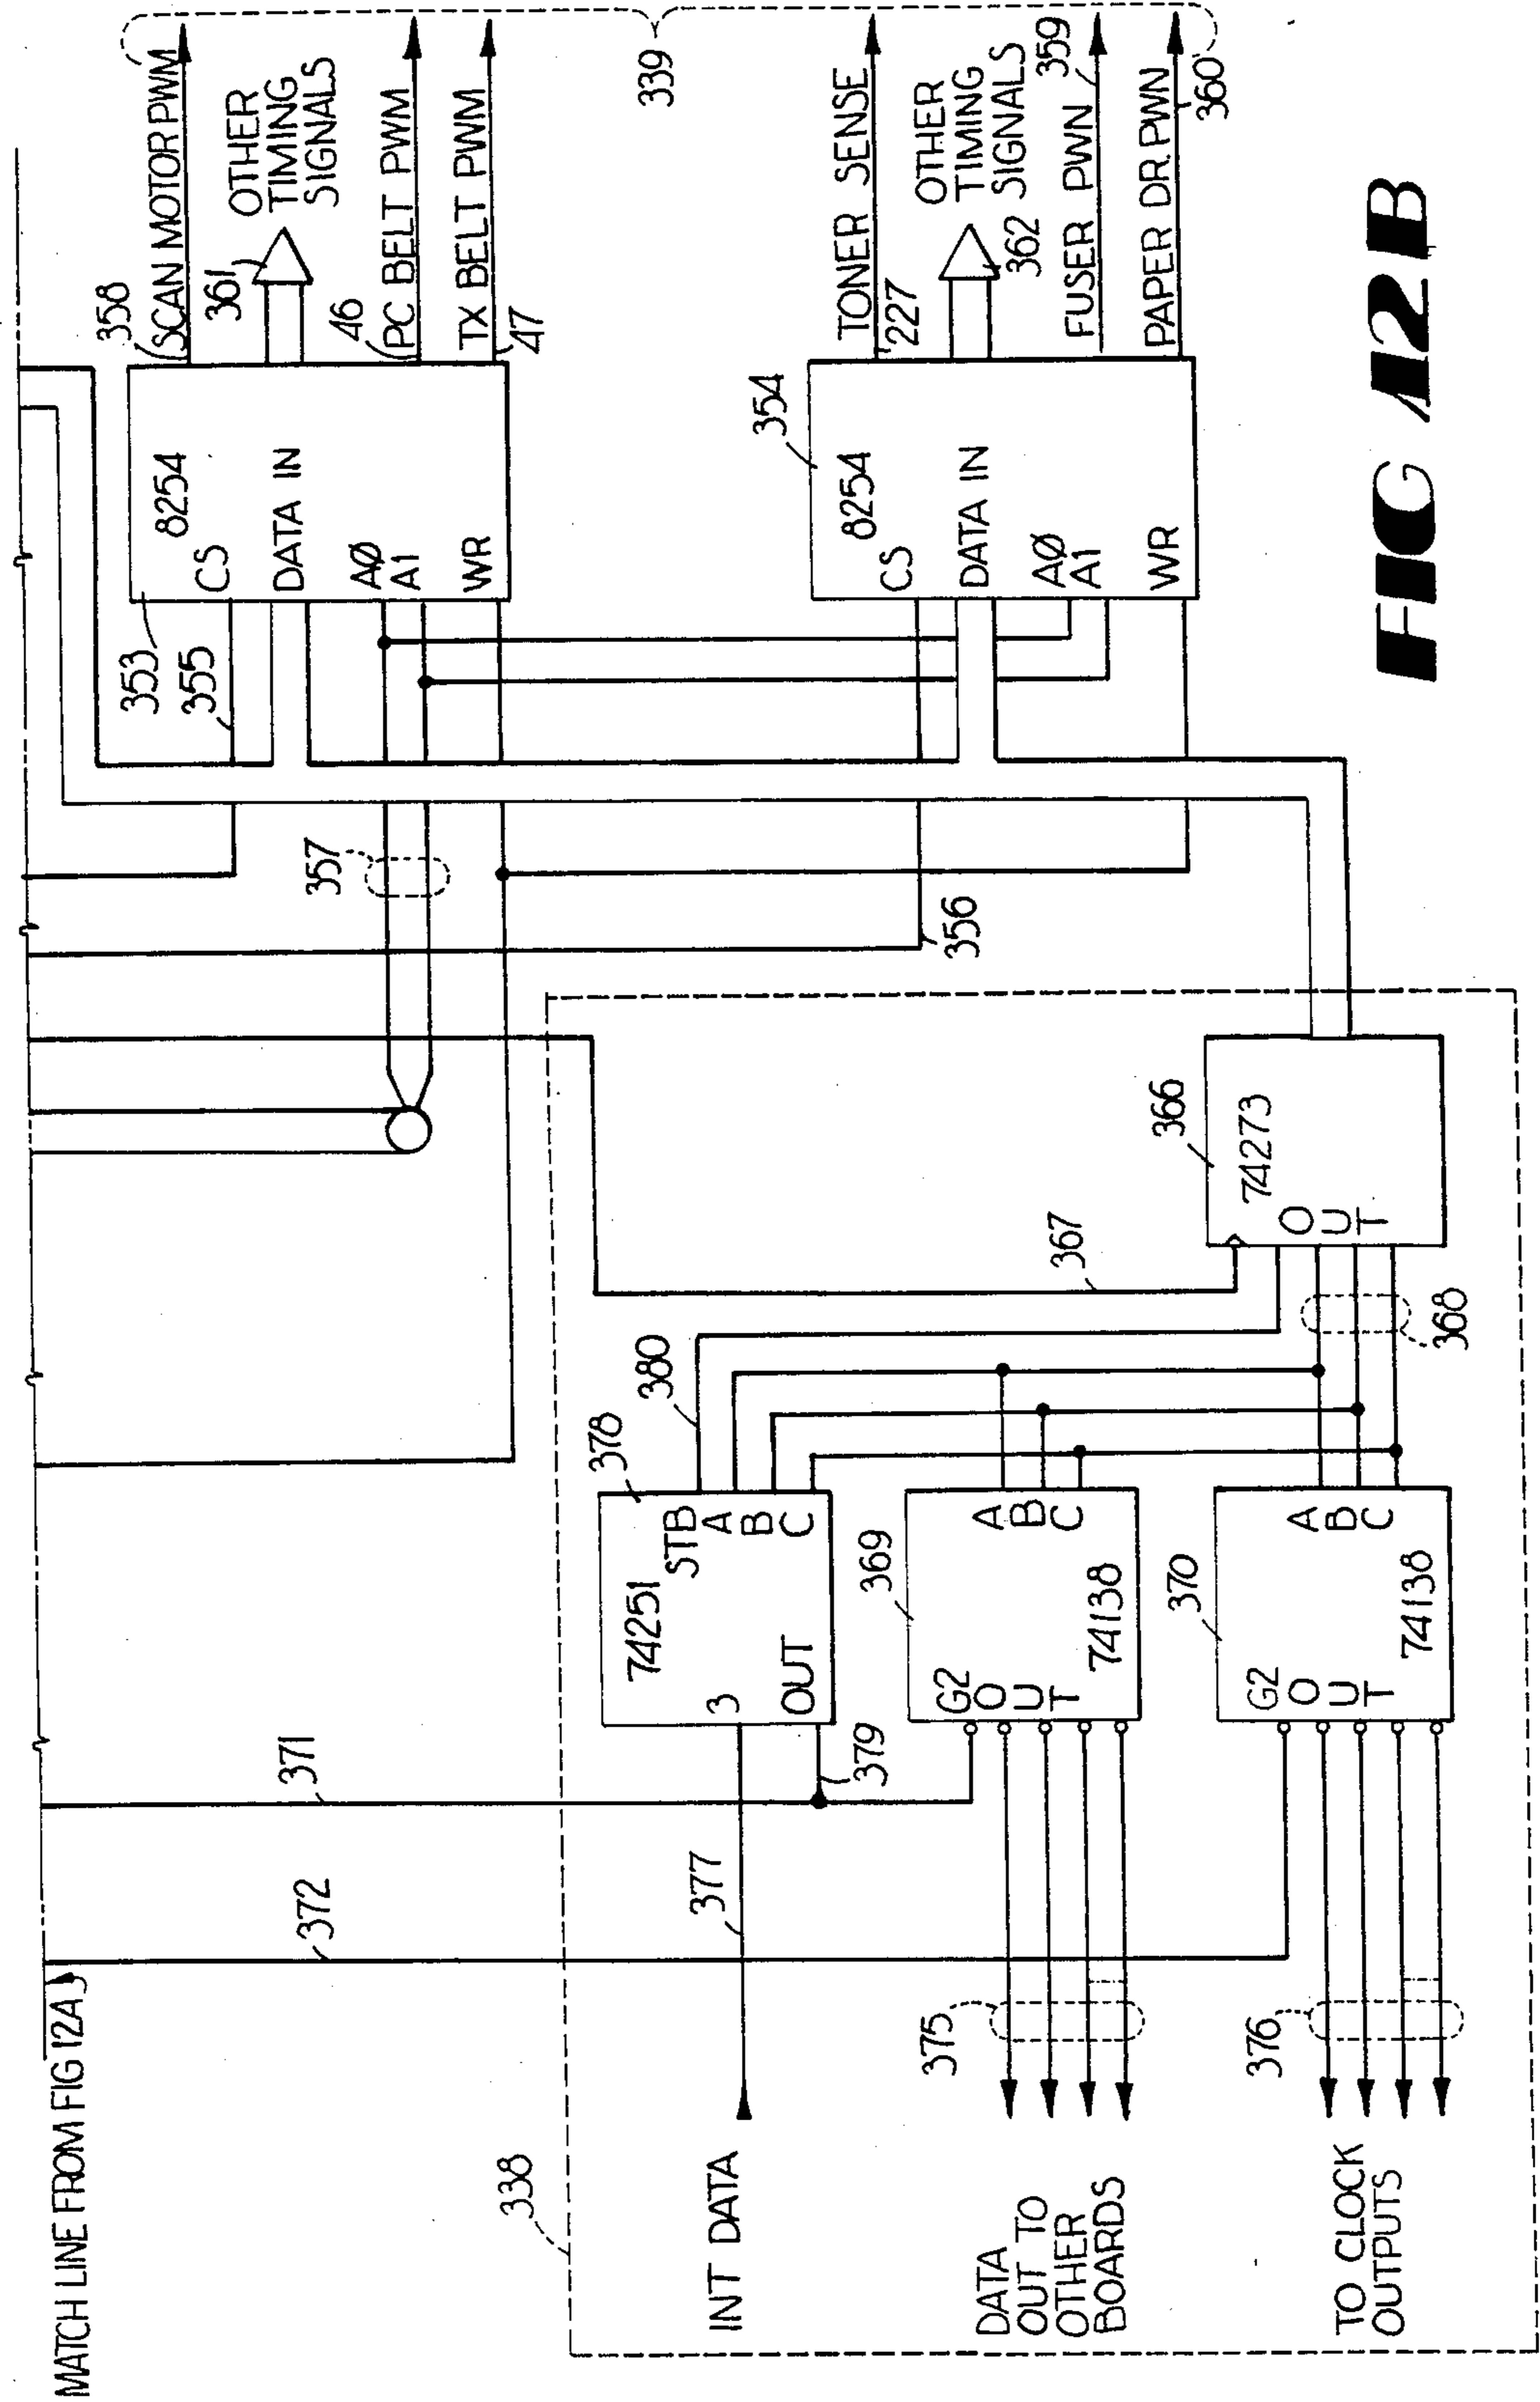 MATCH LINE FROM FIG 12A
372
371
338
INT DATA
377
379
74251
3
OUT
STB
A
B
C
378
380
DATA
OUT TO
OTHER
BOARDS
375
G2
OUT
369
A
B
C
74138
TO CLOCK
OUTPUTS
376
G2
OUT
370
A
B
C
74138
367
368
366
74273
OUT
357
356
353
355
8254
CS
DATA IN
AØ
A1
WR
358
SCAN MOTOR PWM
361
OTHER
TIMING
SIGNALS
46
PC BELT PWM
TX BELT PWM
47
339
354
8254
CS
DATA IN
AØ
A1
WR
TONER SENSE
227
OTHER
TIMING
SIGNALS
362
FUSER PWN
359
PAPER DR. PWN
360
FIG 12B